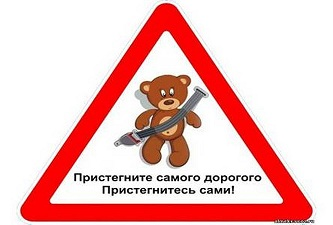 Пристегните самого дорогого
Пристегнитесь сами!